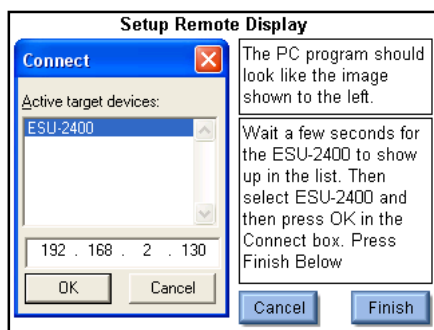 Setup Remote Display
Connect
Active target devices:
ESU-2400
192 . 168 . 2 . 130
OK
Cancel
The PC program should
look like the image
shown to the left.
Wait a few seconds for
the ESU-2400 to show
up in the list. Then
select ESU-2400 and
then press OK in the
Connect box. Press
Finish Below
Cancel
Finish